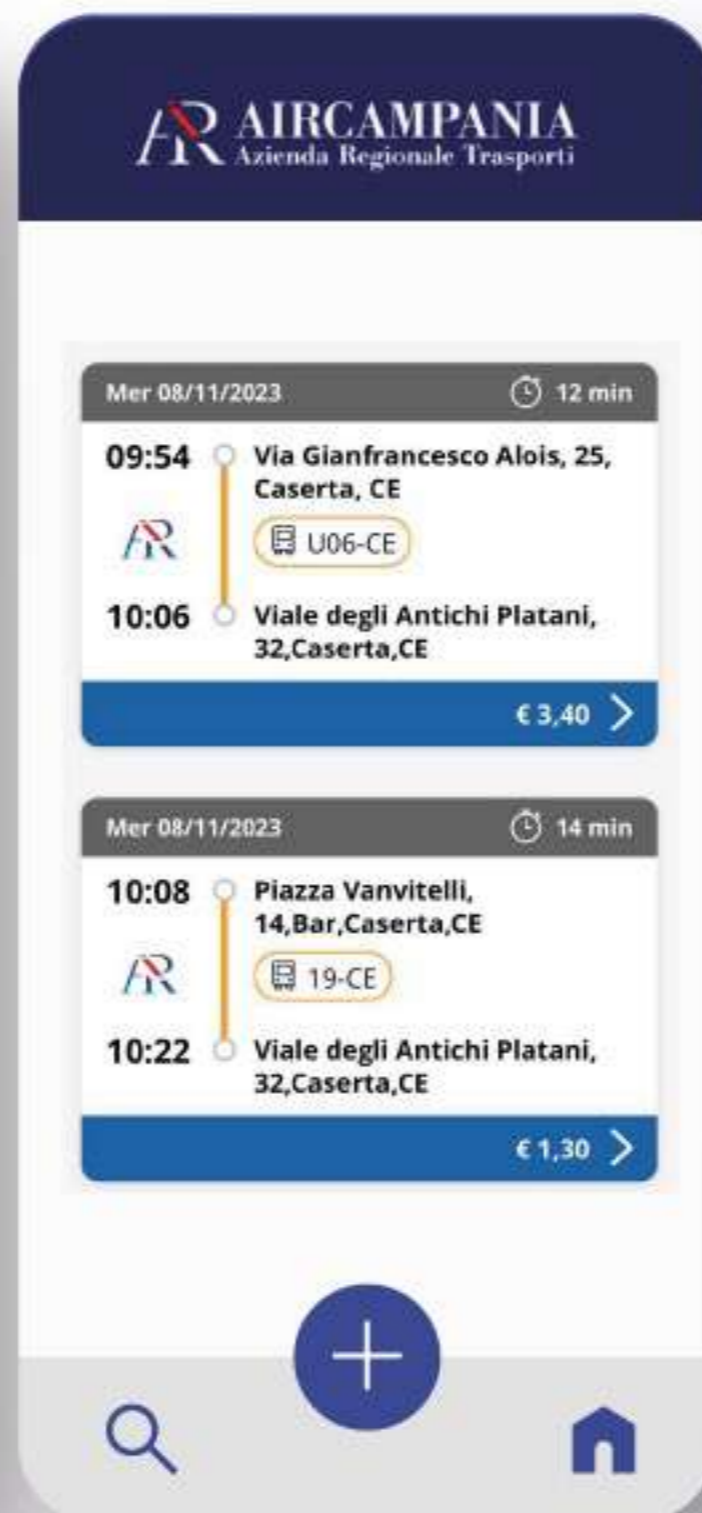 AIR AIRCAMPANIA
Azienda Regionale Trasporti
Mer 08/11/2023 12 min
09:54 Via Gianfrancesco Alois, 25,
Caserta, CE
AIR U06-CE
10:06 Viale degli Antichi Platani,
32,Caserta,CE
€ 3,40
Mer 08/11/2023 14 min
10:08 Piazza Vanvitelli,
14,Bar,Caserta,CE
AIR 19-CE
10:22 Viale degli Antichi Platani,
32,Caserta,CE
€ 1,30